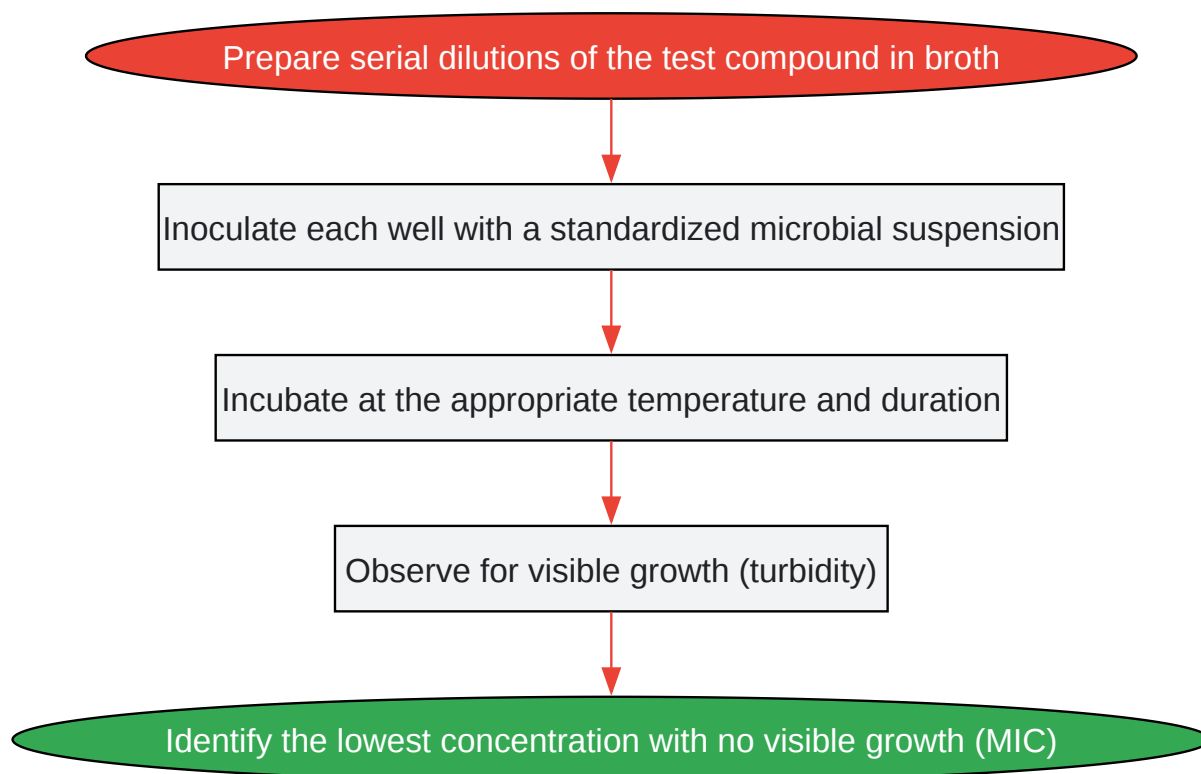 Prepare serial dilutions of the test compound in broth
Inoculate each well with a standardized microbial suspension
Incubate at the appropriate temperature and duration
Observe for visible growth (turbidity)
Identify the lowest concentration with no visible growth (MIC)